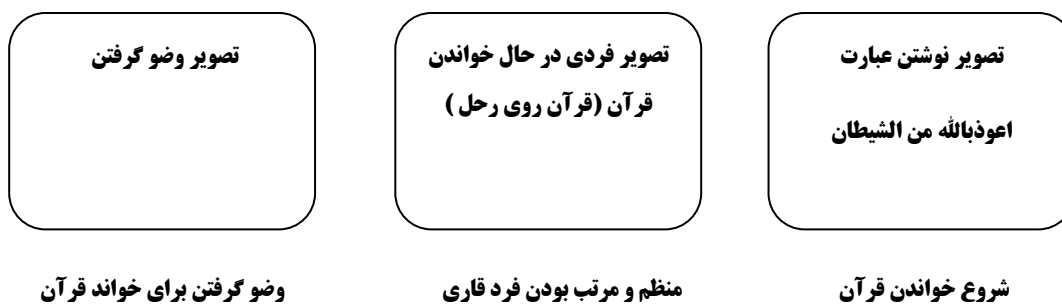 تصویر نوشتن عبارت
اعوذبالله من الشیطان
شروع خواندن قرآن
تصویر فردی در حال خواندن
قرآن (قرآن روی رحل )
منظم و مرتب بودن فرد قاری
تصویر وضو گرفتن
وضو گرفتن برای خواند قرآن